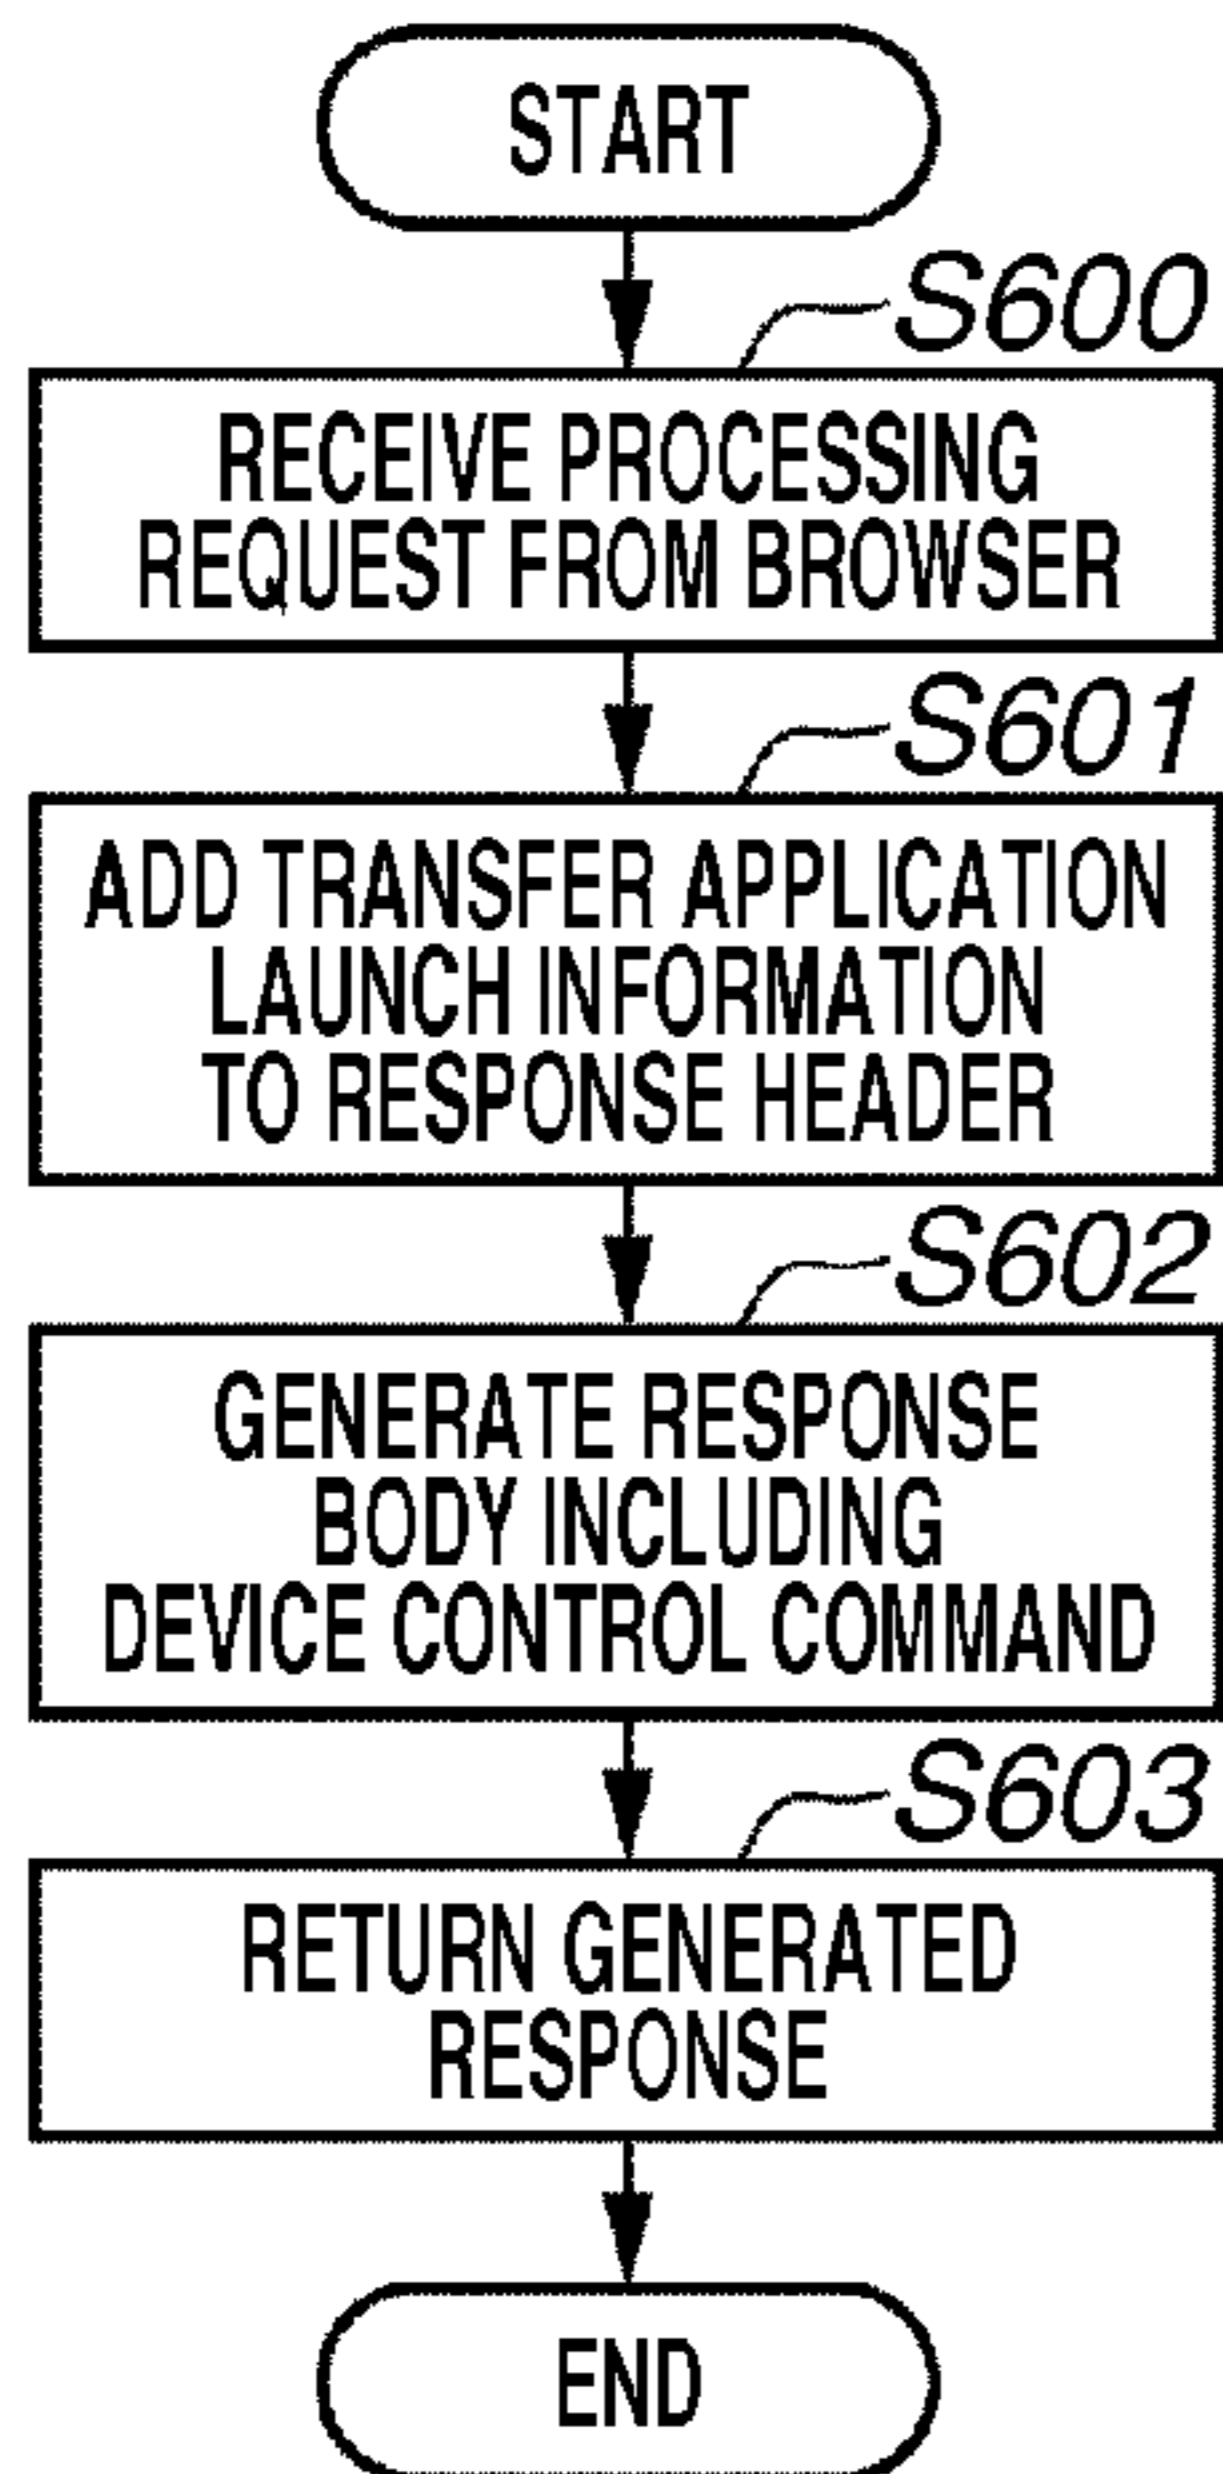 START
S600
RECEIVE PROCESSING
REQUEST FROM BROWSER
S601
ADD TRANSFER APPLICATION
LAUNCH INFORMATION
TO RESPONSE HEADER
S602
GENERATE RESPONSE
BODY INCLUDING
DEVICE CONTROL COMMAND
S603
RETURN GENERATED
RESPONSE
END